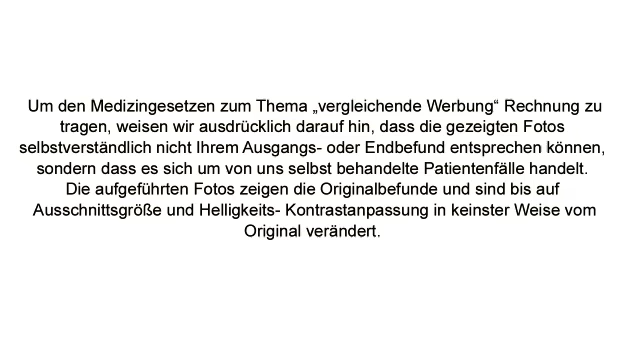 Um den Medizingesetzen zum Thema „vergleichende Werbung“ Rechnung zu
tragen, weisen wir ausdrücklich darauf hin, dass die gezeigten Fotos
selbstverständlich nicht Ihrem Ausgangs- oder Endbefund entsprechen können,
sondern dass es sich um von uns selbst behandelte Patientenfälle handelt.
Die aufgeführten Fotos zeigen die Originalbefunde und sind bis auf
Ausschnittsgröße und Helligkeits- Kontrastanpassung in keinster Weise vom
Original verändert.